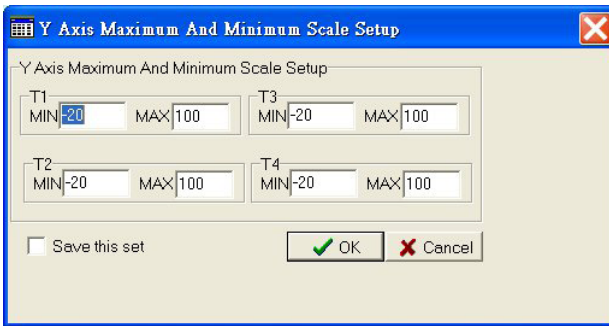 Y Axis Maximum And Minimum Scale Setup
Y Axis Maximum And Minimum Scale Setup
T1
MIN -20 MAX 100
T3
MIN -20 MAX 100
T2
MIN -20 MAX 100
T4
MIN -20 MAX 100
Save this set
OK
Cancel